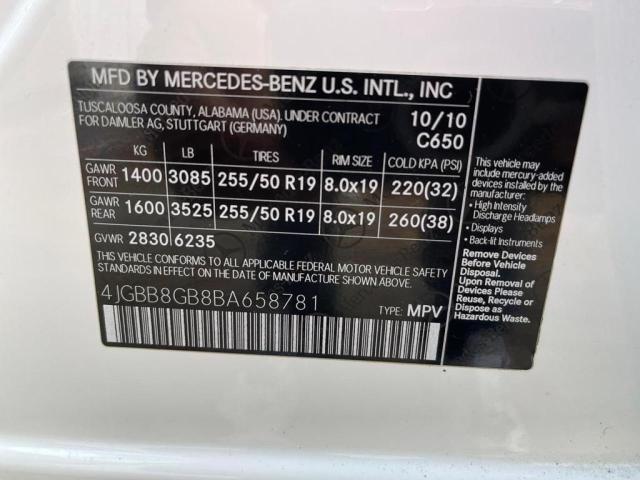 MFD BY MERCEDES-BENZ U.S. INTL., INC
TUSCALOOSA COUNTY, ALABAMA (USA). UNDER CONTRACT 10/10
FOR DAIMLER AG, STUTTGART (GERMANY) C650
KG LB TIRES RIM SIZE COLD KPA (PSI)
GAWR FRONT 1400 3085 255/50 R19 8.0x19 220(32)
GAWR REAR 1600 3525 255/50 R19 8.0x19 260(38)
GVWR 2830 6235
THIS VEHICLE CONFORMS TO ALL APPLICABLE FEDERAL MOTOR VEHICLE SAFETY
STANDARDS IN EFFECT ON THE DATE OF MANUFACTURE SHOWN ABOVE.
4JGBB8GB8BA658781 TYPE: MPV
This vehicle may
include mercury-added
devices installed by the
manufacturer:
• High Intensity
Discharge Headlamps
• Displays
• Back-lit Instruments
Remove Devices
Before Vehicle
Disposal.
Upon Removal of
Devices Please
Reuse, Recycle or
Dispose as
Hazardous Waste.